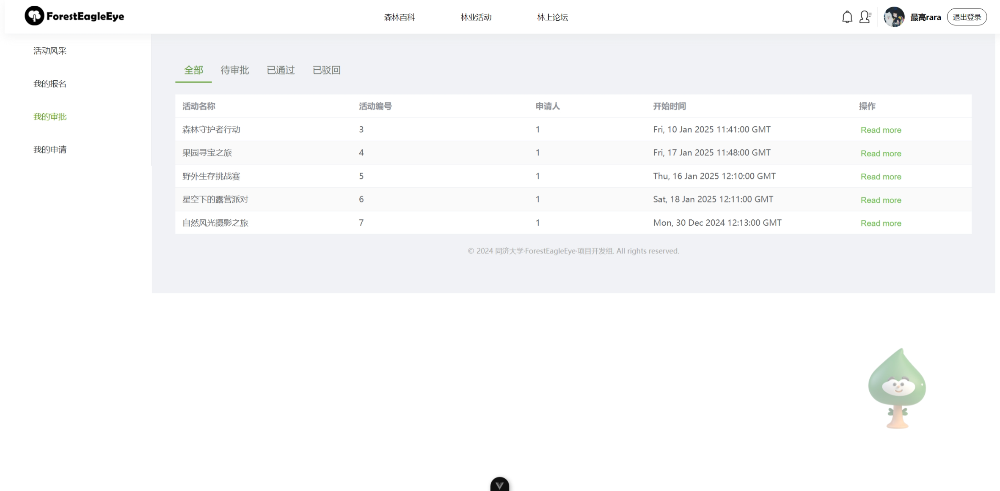 ForestEagleEye 森林百科 林业活动 林上论坛 最高rara 退出登录
活动风采
我的报名
我的审批
我的申请
全部 待审批 已通过 已驳回
活动名称 活动编号 申请人 开始时间 操作
森林守护者行动 3 1 Fri, 10 Jan 2025 11:41:00 GMT Read more
果园寻宝之旅 4 1 Fri, 17 Jan 2025 11:48:00 GMT Read more
野外生存挑战赛 5 1 Thu, 16 Jan 2025 12:10:00 GMT Read more
星空下的露营派对 6 1 Sat, 18 Jan 2025 12:11:00 GMT Read more
自然风光摄影之旅 7 1 Mon, 30 Dec 2024 12:13:00 GMT Read more
© 2024 同济大学·ForestEagleEye·项目开发组. All rights reserved.